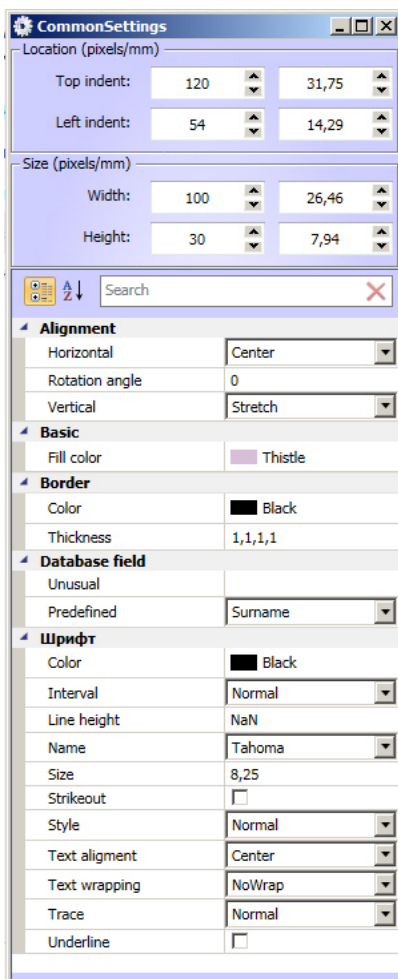 CommonSettings
Location (pixels/mm)
Top indent: 120 31,75
Left indent: 54 14,29
Size (pixels/mm)
Width: 100 26,46
Height: 30 7,94
A Z Search
Alignment
Horizontal Center
Rotation angle 0
Vertical Stretch
Basic
Fill color Thistle
Border
Color Black
Thickness 1,1,1,1
Database field
Unusual
Predefined Surname
Шрифт
Color Black
Interval Normal
Line height NaN
Name Tahoma
Size 8,25
Strikeout
Style Normal
Text aligment Center
Text wrapping NoWrap
Trace Normal
Underline